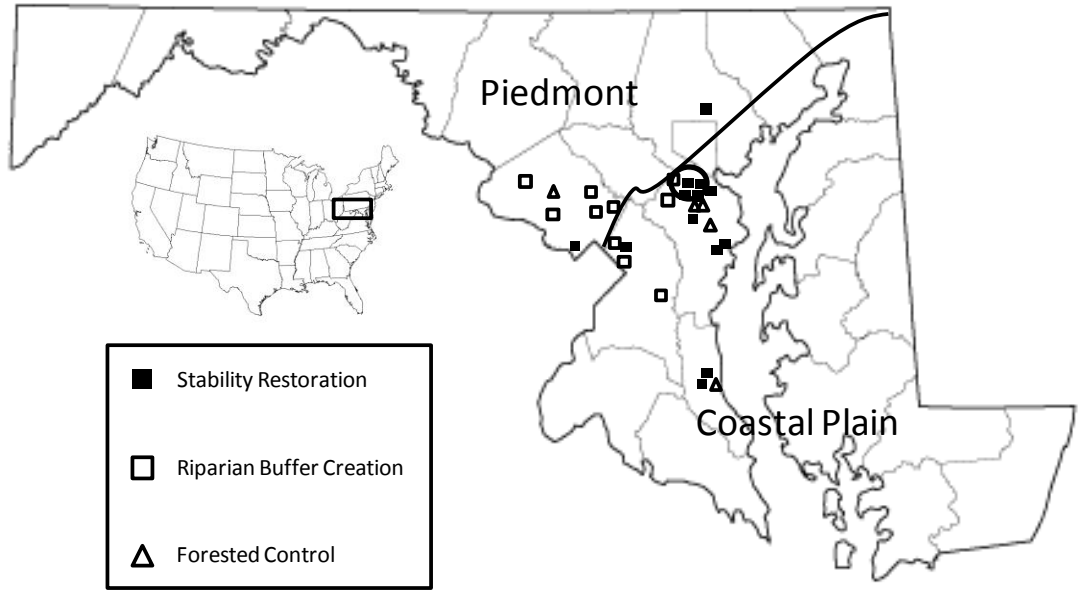 Piedmont
Coastal Plain
Stability Restoration
Riparian Buffer Creation
Forested Control